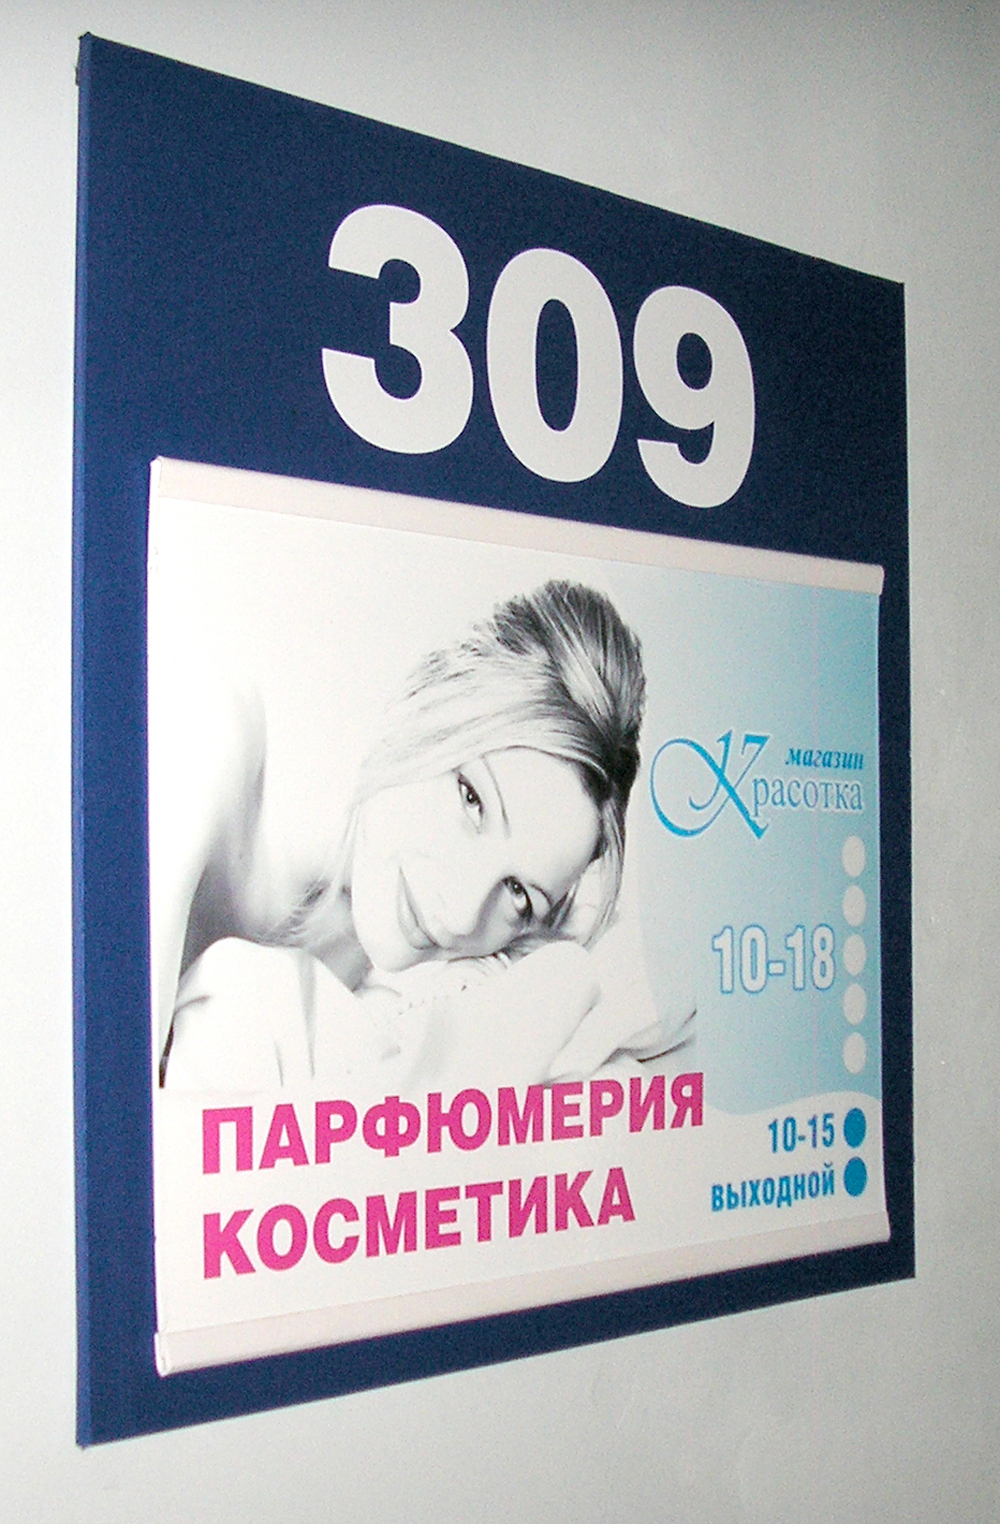 309
магазин
Красотка
10-18
10-15
ВЫХОДНОЙ
ПАРФЮМЕРИЯ
КОСМЕТИКА